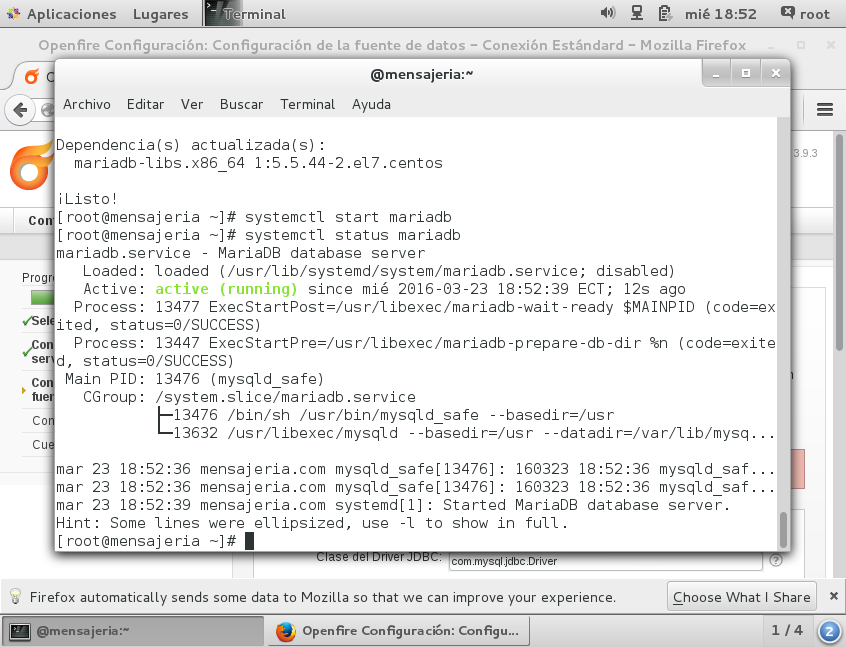 Aplicaciones Lugares Terminal mié 18:52 root
Openfire Configuración: Configuración de la fuente de datos - Conexión Estándard - Mozilla Firefox
@mensajeria:~
Archivo Editar Ver Buscar Terminal Ayuda
Dependencia(s) actualizada(s):
mariadb-libs.x86_64 1:5.5.44-2.el7.centos
3.9.3
¡Listo!
[root@mensajeria ~]# systemctl start mariadb
[root@mensajeria ~]# systemctl status mariadb
mariadb.service - MariaDB database server
Loaded: loaded (/usr/lib/systemd/system/mariadb.service; disabled)
Active: active (running) since mié 2016-03-23 18:52:39 ECT; 12s ago
Process: 13477 ExecStartPost=/usr/libexec/mariadb-wait-ready $MAINPID (code=ex
ited, status=0/SUCCESS)
Process: 13447 ExecStartPre=/usr/libexec/mariadb-prepare-db-dir %n (code=exite
d, status=0/SUCCESS)
Main PID: 13476 (mysqld_safe)
CGroup: /system.slice/mariadb.service
├─13476 /bin/sh /usr/bin/mysqld_safe --basedir=/usr
└─13632 /usr/libexec/mysqld --basedir=/usr --datadir=/var/lib/mysq...
mar 23 18:52:36 mensajeria.com mysqld_safe[13476]: 160323 18:52:36 mysqld_saf...
mar 23 18:52:36 mensajeria.com mysqld_safe[13476]: 160323 18:52:36 mysqld_saf...
mar 23 18:52:39 mensajeria.com systemd[1]: Started MariaDB database server.
Hint: Some lines were ellipsized, use -l to show in full.
[root@mensajeria ~]#
Con
Progre
Sele
Con
serv
Con
fuen
Con
Cue
Clase del Driver JDBC: com.mysql.jdbc.Driver
Firefox automatically sends some data to Mozilla so that we can improve your experience. Choose What I Share
@mensajeria:~ Openfire Configuración: Configu... 1 / 4 2